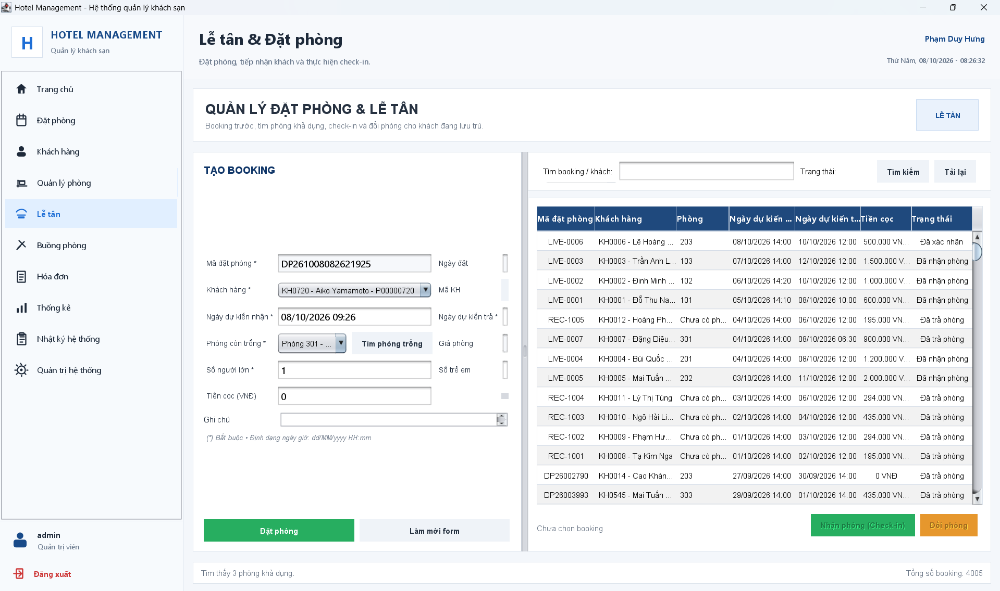 Hotel Management - Hệ thống quản lý khách sạn
H
HOTEL MANAGEMENT
Quản lý khách sạn
Trang chủ
Đặt phòng
Khách hàng
Quản lý phòng
Lễ tân
Buồng phòng
Hóa đơn
Thống kê
Nhật ký hệ thống
Quản trị hệ thống
admin
Quản trị viên
Đăng xuất
Lễ tân & Đặt phòng
Đặt phòng, tiếp nhận khách và thực hiện check-in.
Phạm Duy Hưng
Thứ Năm, 08/10/2026 - 08:26:32
QUẢN LÝ ĐẶT PHÒNG & LỄ TÂN
Booking trước, tìm phòng khả dụng, check-in và đổi phòng cho khách đang lưu trú.
LỄ TÂN
TẠO BOOKING
Mã đặt phòng * DP261008082621925 Ngày đặt
Khách hàng * KH0720 - Aiko Yamamoto - P00000720 Mã KH
Ngày dự kiến nhận * 08/10/2026 09:26 Ngày dự kiến trả *
Phòng còn trống * Phòng 301 - ... Tìm phòng trống Giá phòng
Số người lớn * 1 Số trẻ em
Tiền cọc (VNĐ) 0
Ghi chú
(*) Bắt buộc • Định dạng ngày giờ: dd/MM/yyyy HH:mm
Đặt phòng Làm mới form
Tìm booking / khách: Trạng thái: Tìm kiếm Tải lại
Mã đặt phòng Khách hàng Phòng Ngày dự kiến ... Ngày dự kiến t... Tiền cọc Trạng thái
LIVE-0006 KH0006 - Lê Hoàng ... 203 08/10/2026 14:00 10/10/2026 12:00 500.000 VN... Đã xác nhận
LIVE-0003 KH0003 - Trần Anh L... 103 07/10/2026 14:00 12/10/2026 12:00 1.500.000 V... Đã nhận phòng
LIVE-0002 KH0002 - Đinh Minh ... 102 06/10/2026 14:20 10/10/2026 12:00 1.000.000 V... Đã nhận phòng
LIVE-0001 KH0001 - Đỗ Thu Na... 101 05/10/2026 14:10 08/10/2026 10:00 600.000 VN... Đã nhận phòng
REC-1005 KH0012 - Hoàng Ph... Chưa có ph... 04/10/2026 14:00 06/10/2026 12:00 195.000 VN... Đã trả phòng
LIVE-0007 KH0007 - Đặng Diệu... 301 04/10/2026 14:00 08/10/2026 06:30 900.000 VN... Đã trả phòng
LIVE-0004 KH0004 - Bùi Quốc ... 201 04/10/2026 14:00 08/10/2026 12:00 1.200.000 V... Đã nhận phòng
LIVE-0005 KH0005 - Mai Tuấn ... 202 03/10/2026 14:00 11/10/2026 12:00 2.000.000 V... Đã nhận phòng
REC-1004 KH0011 - Lý Thị Tùng Chưa có ph... 03/10/2026 14:00 06/10/2026 12:00 294.000 VN... Đã trả phòng
REC-1003 KH0010 - Ngô Hải Li... Chưa có ph... 02/10/2026 14:00 04/10/2026 12:00 435.000 VN... Đã trả phòng
REC-1002 KH0009 - Phạm Hư... Chưa có ph... 01/10/2026 14:00 03/10/2026 12:00 294.000 VN... Đã trả phòng
REC-1001 KH0008 - Tạ Kim Nga Chưa có ph... 01/10/2026 14:00 02/10/2026 12:00 195.000 VN... Đã trả phòng
DP26002790 KH0014 - Cao Khán... 203 27/09/2026 14:00 30/09/2026 14:00 0 VNĐ Đã trả phòng
DP26003993 KH0545 - Mai Tuấn ... 303 29/09/2026 14:00 01/10/2026 14:00 435.000 VN... Đã trả phòng
Chưa chọn booking Nhận phòng (Check-in) Đổi phòng
Tìm thấy 3 phòng khả dụng. Tổng số booking: 4005